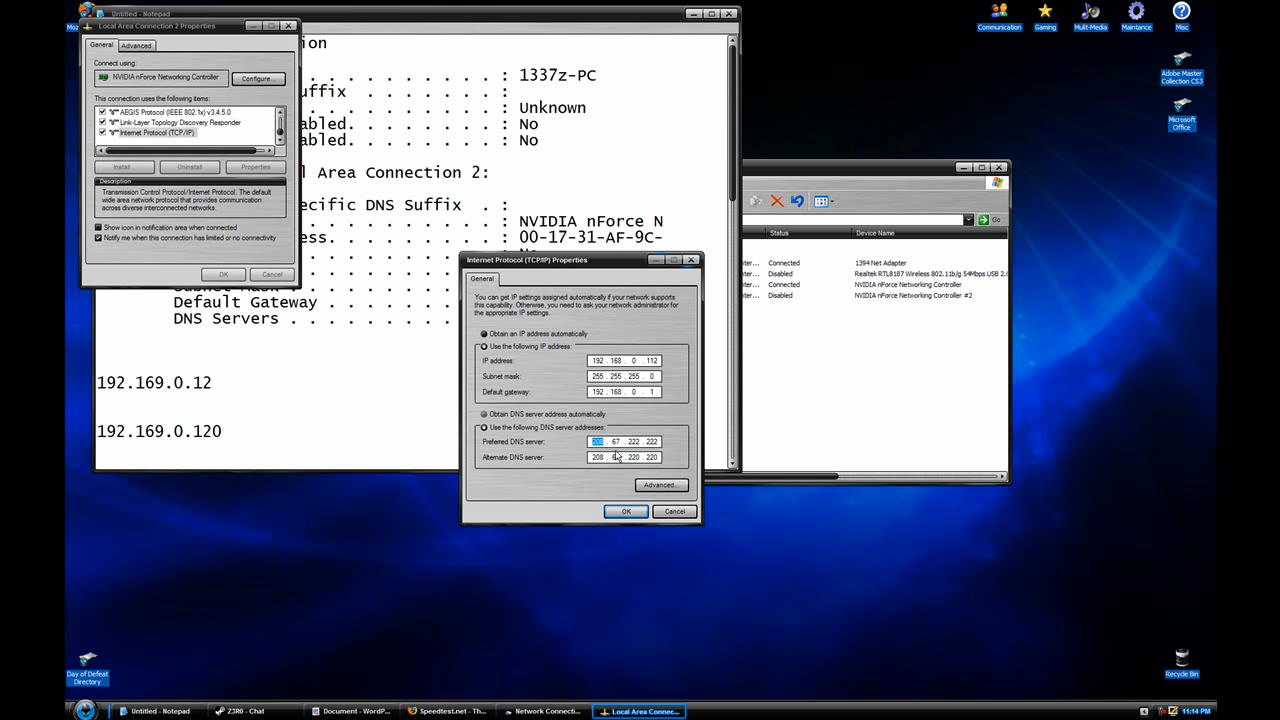 Untitled - Notepad
Moz
Local Area Connection 2 Properties
General
Advanced
Connect using:
NVIDIA nForce Networking Controller
Configure...
This connection uses the following items:
AEGIS Protocol (IEEE 802.1x) v3.4.5.0
Link-Layer Topology Discovery Responder
Internet Protocol (TCP/IP)
Install...
Uninstall
Properties
Description
Transmission Control Protocol/Internet Protocol. The default
wide area network protocol that provides communication
across diverse interconnected networks.
Show icon in notification area when connected
Notify me when this connection has limited or no connectivity
OK
Cancel
ion
. . . . . . . . : 1337z-PC
uffix . . . . . . . :
. . . . . . . . : Unknown
abled. . . . . . . . : No
abled. . . . . . . . : No
l Area Connection 2:
ecific DNS Suffix . :
. . . . . . . . : NVIDIA nForce N
ess. . . . . . . . : 00-17-31-AF-9C-
Subnet Mask . . . .
Default Gateway . . . .
DNS Servers . . . . . .
192.169.0.12
192.169.0.120
Internet Protocol (TCP/IP) Properties
General
You can get IP settings assigned automatically if your network supports
this capability. Otherwise, you need to ask your network administrator for
the appropriate IP settings.
Obtain an IP address automatically
Use the following IP address:
IP address: 192 . 168 . 0 . 112
Subnet mask: 255 . 255 . 255 . 0
Default gateway: 192 . 168 . 0 . 1
Obtain DNS server address automatically
Use the following DNS server addresses:
Preferred DNS server: 208 . 67 . 222 . 222
Alternate DNS server: 208 . 220 . 220
Advanced...
OK
Cancel
Go
Status
Device Name
nter... Connected 1394 Net Adapter
nter... Disabled Realtek RTL8187 Wireless 802.11b/g 54Mbps USB 2.0
nter... Connected NVIDIA nForce Networking Controller
nter... Disabled NVIDIA nForce Networking Controller #2
Communication
Gaming
Mulit-Media
Maintance
Misc
Adobe Master
Collection CS3
Microsoft
Office
Day of Defeat
Directory
Recycle Bin
Untitled - Notepad
Z3R0 - Chat
Document - WordP...
Speedtest.net - Th...
Network Connecti...
Local Area Connec...
11:14 PM